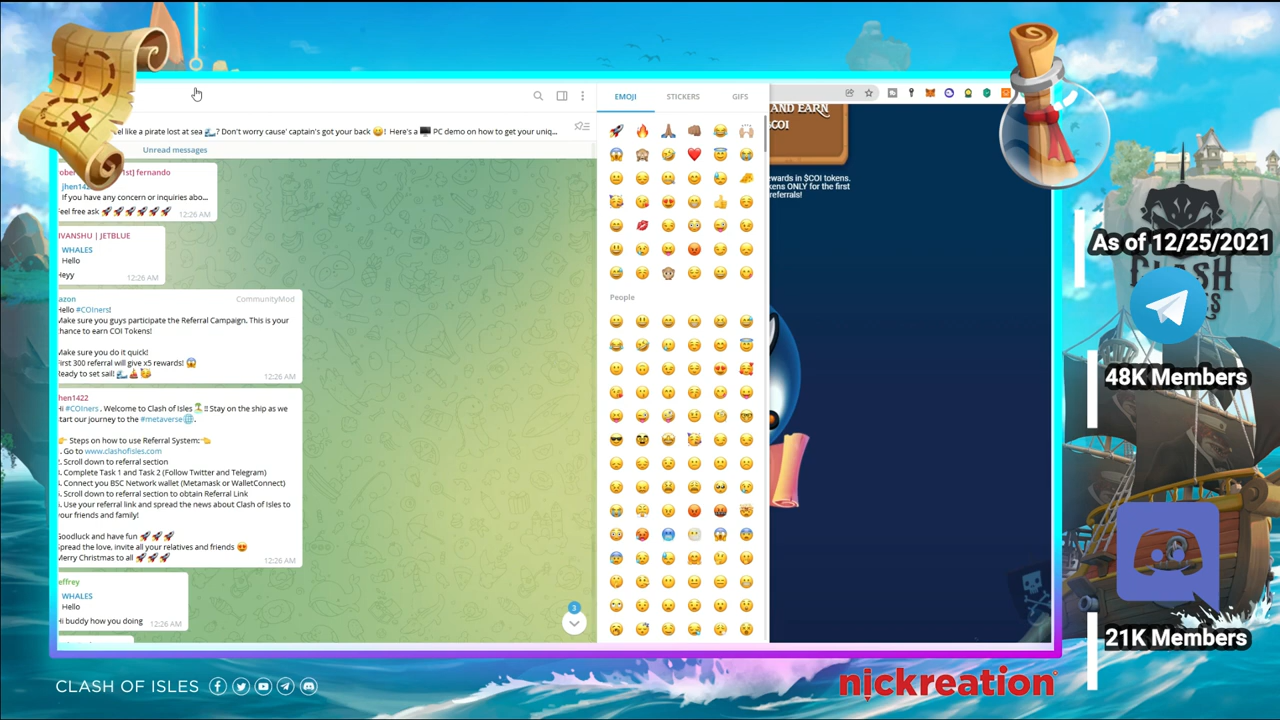 eel like a pirate lost at sea 🌊? Don't worry cause' captain's got your back 😀! Here's a 🖥 PC demo on how to get your uniq...
Unread messages
1st] fernando
jhen142
If you have any concern or inquiries abo...
eel free ask 🚀🚀🚀🚀🚀🚀
12:26 AM
IVANSHU | JETBLUE
WHALES
Hello
Heyy
12:26 AM
azon
CommunityMod
Hello #COIners!
Make sure you guys participate the Referral Campaign. This is your
chance to earn COI Tokens!
Make sure you do it quick!
First 300 referral will give x5 rewards! 😱
Ready to set sail! 🌊⛵🥳
12:26 AM
hen1422
Hi #COIners , Welcome to Clash of Isles 🏝 !! Stay on the ship as we
start our journey to the #metaverse🌐.
👉 Steps on how to use Referral System:👈
. Go to www.clashofisles.com
. Scroll down to referral section
. Complete Task 1 and Task 2 (Follow Twitter and Telegram)
. Connect you BSC Network wallet (Metamask or WalletConnect)
. Scroll down to referral section to obtain Referral Link
. Use your referral link and spread the news about Clash of Isles to
your friends and family!
Goodluck and have fun 🚀🚀🚀
Spread the love, invite all your relatives and friends 😍
Merry Christmas to all 🚀🚀🚀
12:26 AM
effrey
WHALES
Hello
Hi buddy how you doing
12:26 AM
3
EMOJI STICKERS GIFS
People
AND EARN
$COI
ewards in $COI tokens.
kens ONLY for the first
referrals!
As of 12/25/2021
CLASH
48K Members
21K Members
CLASH OF ISLES
nickreation